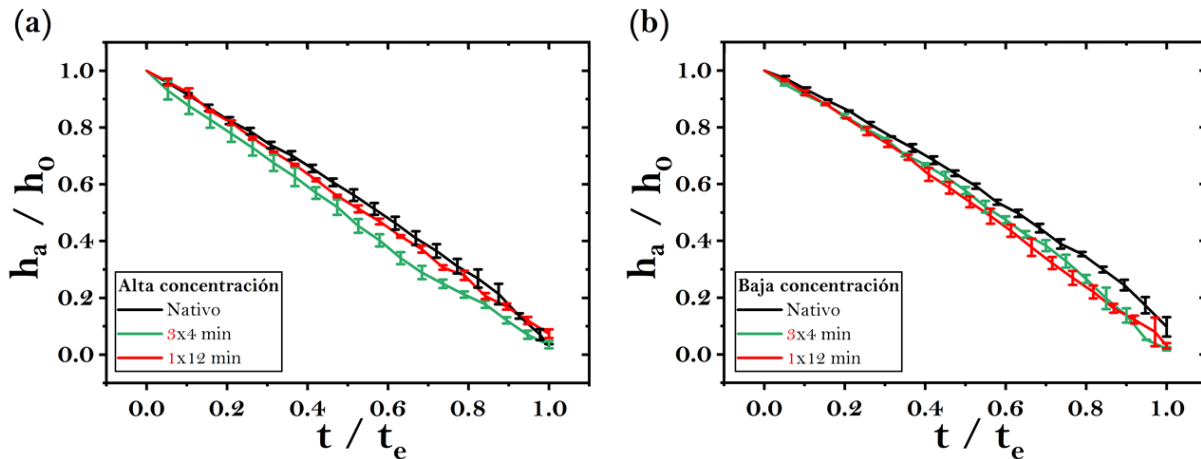 (a)
1.0
0.8
0.6
0.4
0.2
0.0
h_a / h_0
Alta concentración
Nativo
3x4 min
1x12 min
0.0 0.2 0.4 0.6 0.8 1.0
t / t_e
(b)
1.0
0.8
0.6
0.4
0.2
0.0
h_a / h_0
Baja concentración
Nativo
3x4 min
1x12 min
0.0 0.2 0.4 0.6 0.8 1.0
t / t_e